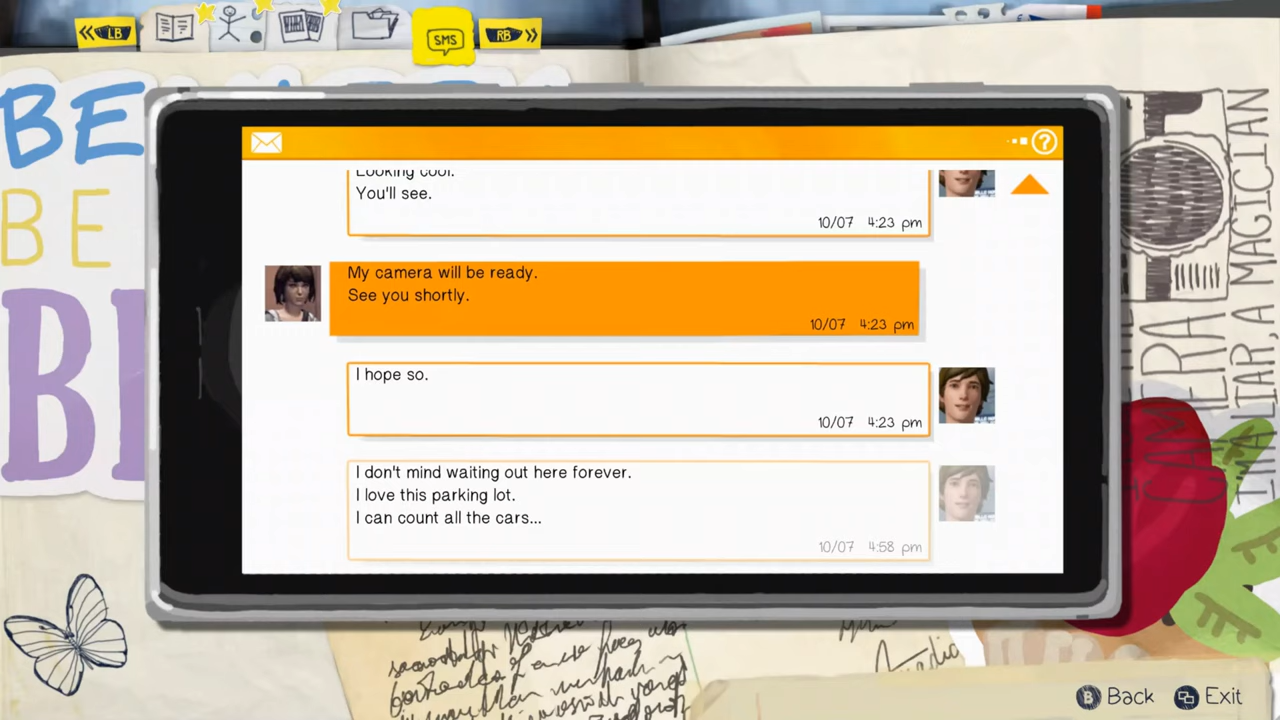 LB
SMS
RB
BE
BE
Looking cool.
You'll see.
10/07 4:23 pm
My camera will be ready.
See you shortly.
10/07 4:23 pm
I hope so.
10/07 4:23 pm
I don't mind waiting out here forever.
I love this parking lot.
I can count all the cars...
10/07 4:58 pm
CAMERA
LIAR, A MAGICIAN
B Back
Exit